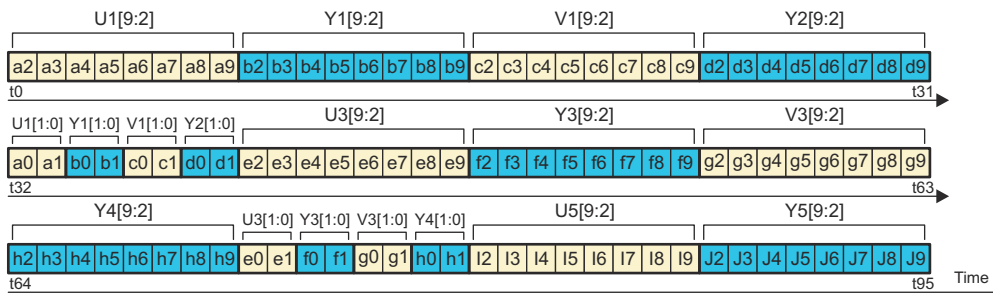 U1[9:2] Y1[9:2] V1[9:2] Y2[9:2]
a2 a3 a4 a5 a6 a7 a8 a9 b2 b3 b4 b5 b6 b7 b8 b9 c2 c3 c4 c5 c6 c7 c8 c9 d2 d3 d4 d5 d6 d7 d8 d9
t0 t31
U1[1:0] Y1[1:0] V1[1:0] Y2[1:0] U3[9:2] Y3[9:2] V3[9:2]
a0 a1 b0 b1 c0 c1 d0 d1 e2 e3 e4 e5 e6 e7 e8 e9 f2 f3 f4 f5 f6 f7 f8 f9 g2 g3 g4 g5 g6 g7 g8 g9
t32 t63
Y4[9:2] U3[1:0] Y3[1:0] V3[1:0] Y4[1:0] U5[9:2] Y5[9:2]
h2 h3 h4 h5 h6 h7 h8 h9 e0 e1 f0 f1 g0 g1 h0 h1 I2 I3 I4 I5 I6 I7 I8 I9 J2 J3 J4 J5 J6 J7 J8 J9
t64 t95 Time